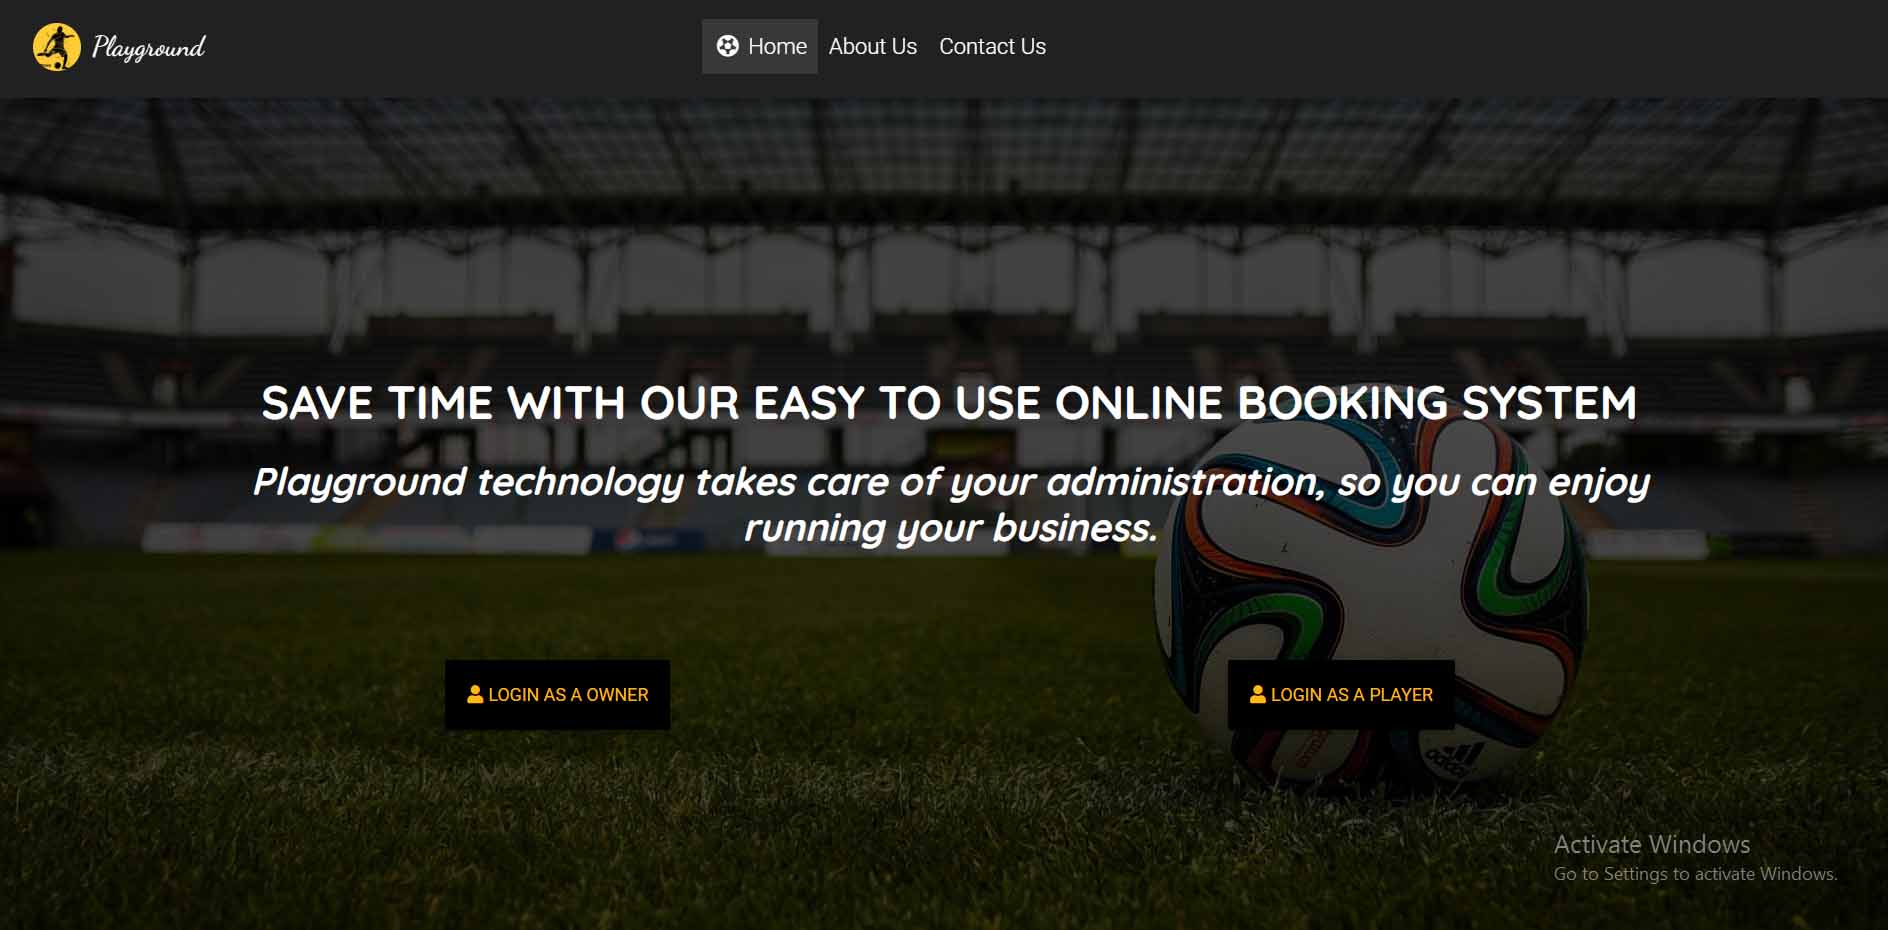 Playground
Home
About Us
Contact Us
SAVE TIME WITH OUR EASY TO USE ONLINE BOOKING SYSTEM
Playground technology takes care of your administration, so you can enjoy
running your business.
LOGIN AS A OWNER
LOGIN AS A PLAYER
adidas
Activate Windows
Go to Settings to activate Windows.